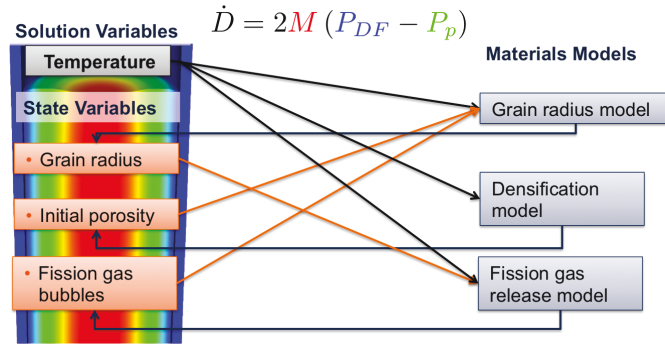 Ḋ = 2M (P_DF − P_p)
Solution Variables
Materials Models
Temperature
State Variables
Grain radius model
• Grain radius
Densification
model
• Initial porosity
• Fission gas
bubbles
Fission gas
release model